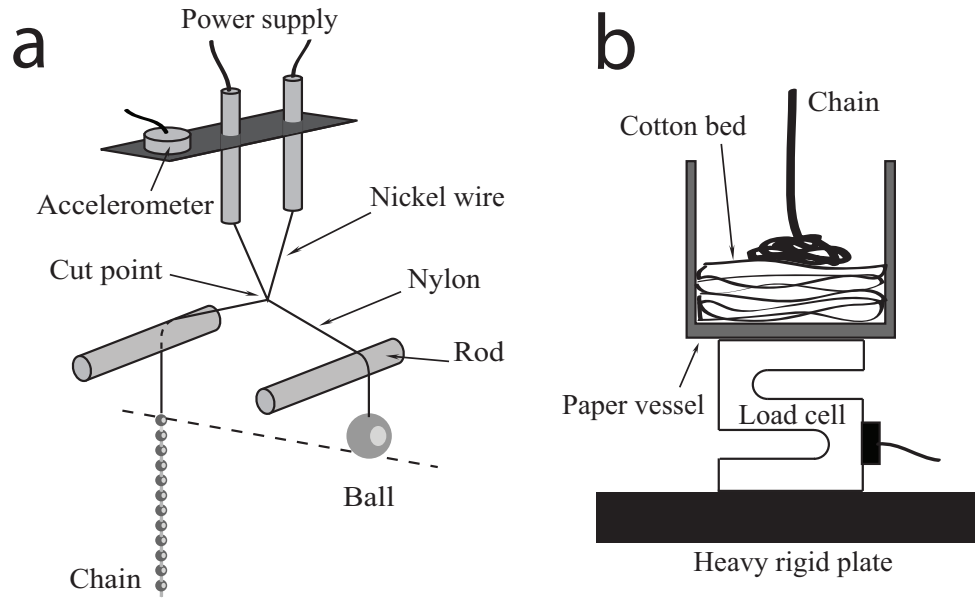 a
Power supply
Accelerometer
Nickel wire
Cut point
Nylon
Rod
Ball
Chain
b
Chain
Cotton bed
Paper vessel
Load cell
Heavy rigid plate